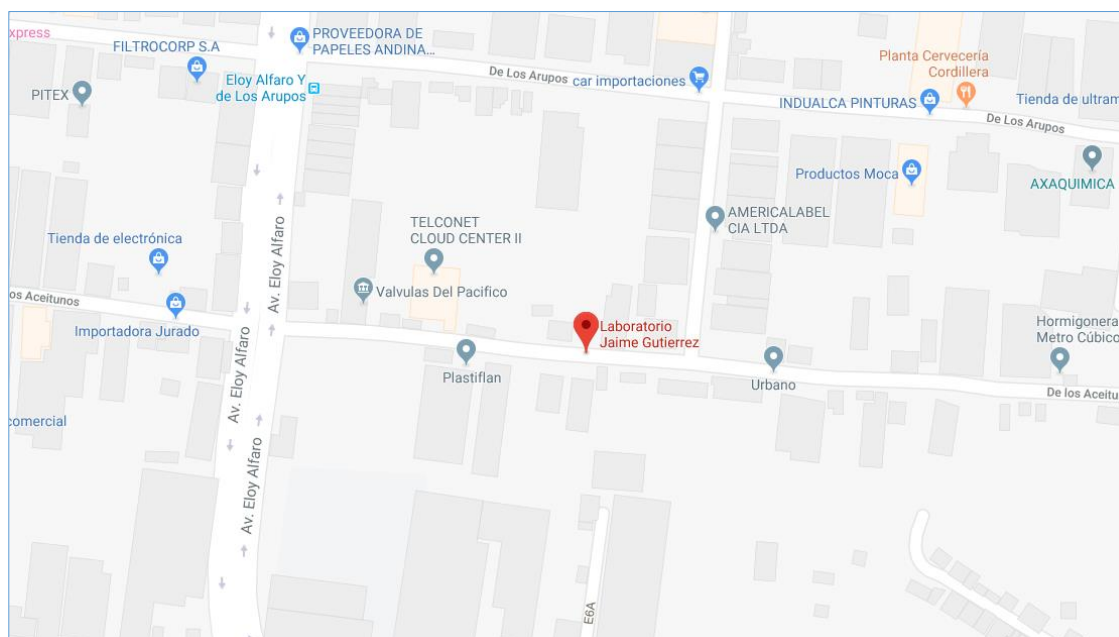 xpress
FILTROCORP S.A
PROVEEDORA DE
PAPELES ANDINA...
PITEX
Eloy Alfaro Y
de Los Arupos
De Los Arupos
car importaciones
Planta Cervecería
Cordillera
INDUALCA PINTURAS
Tienda de ultram
De Los Arupos
Productos Moca
AXAQUIMICA
AMERICALABEL
CIA LTDA
TELCONET
CLOUD CENTER II
Tienda de electrónica
Av. Eloy Alfaro
Valvulas Del Pacifico
os Aceitunos
Importadora Jurado
Laboratorio
Jaime Gutierrez
Hormigonera
Metro Cúbico
Av. Eloy Alfaro
Plastiflan
Urbano
De los Aceitu
comercial
Av. Eloy Alfaro
E6A